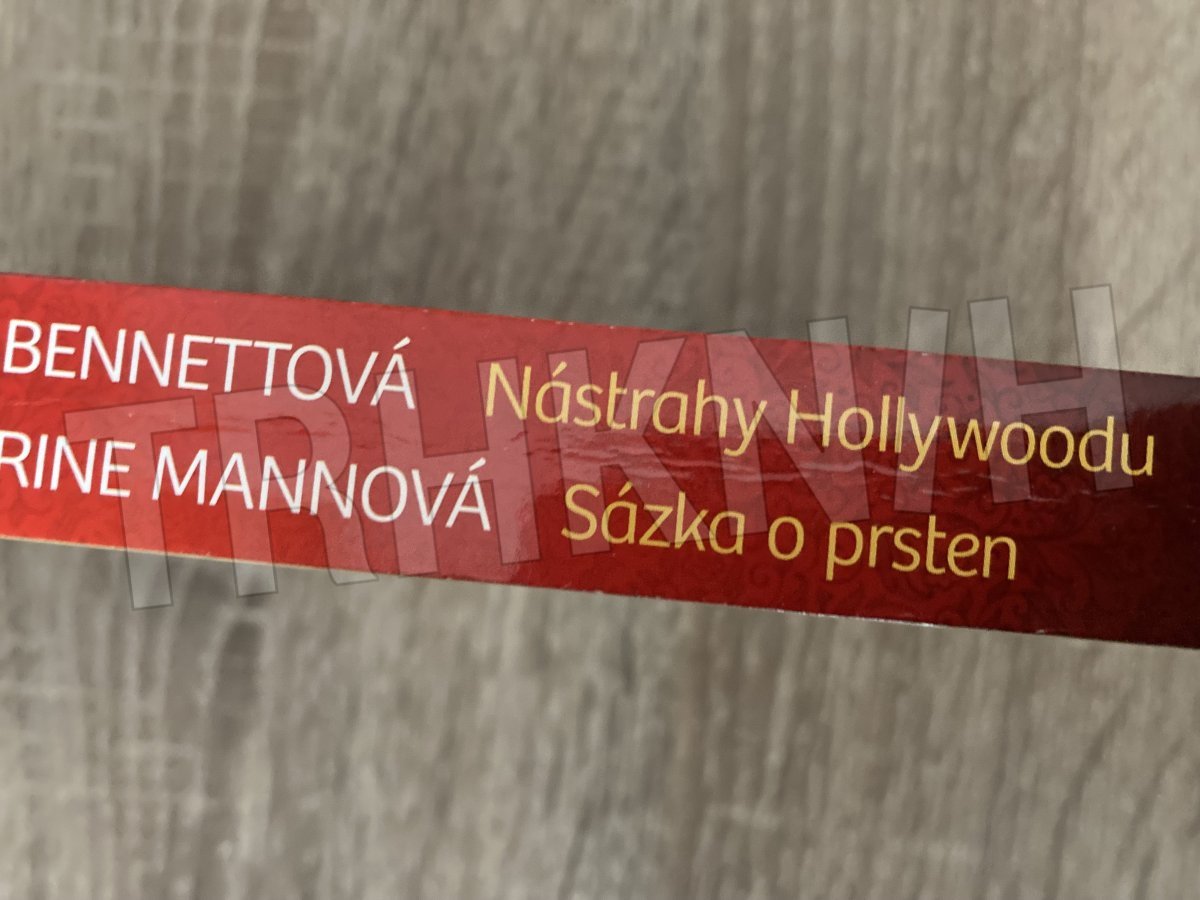 BENNETTOVÁ Nástrahy Hollywoodu
RINE MANNOVÁ Sázka o prsten
TRHKNIH